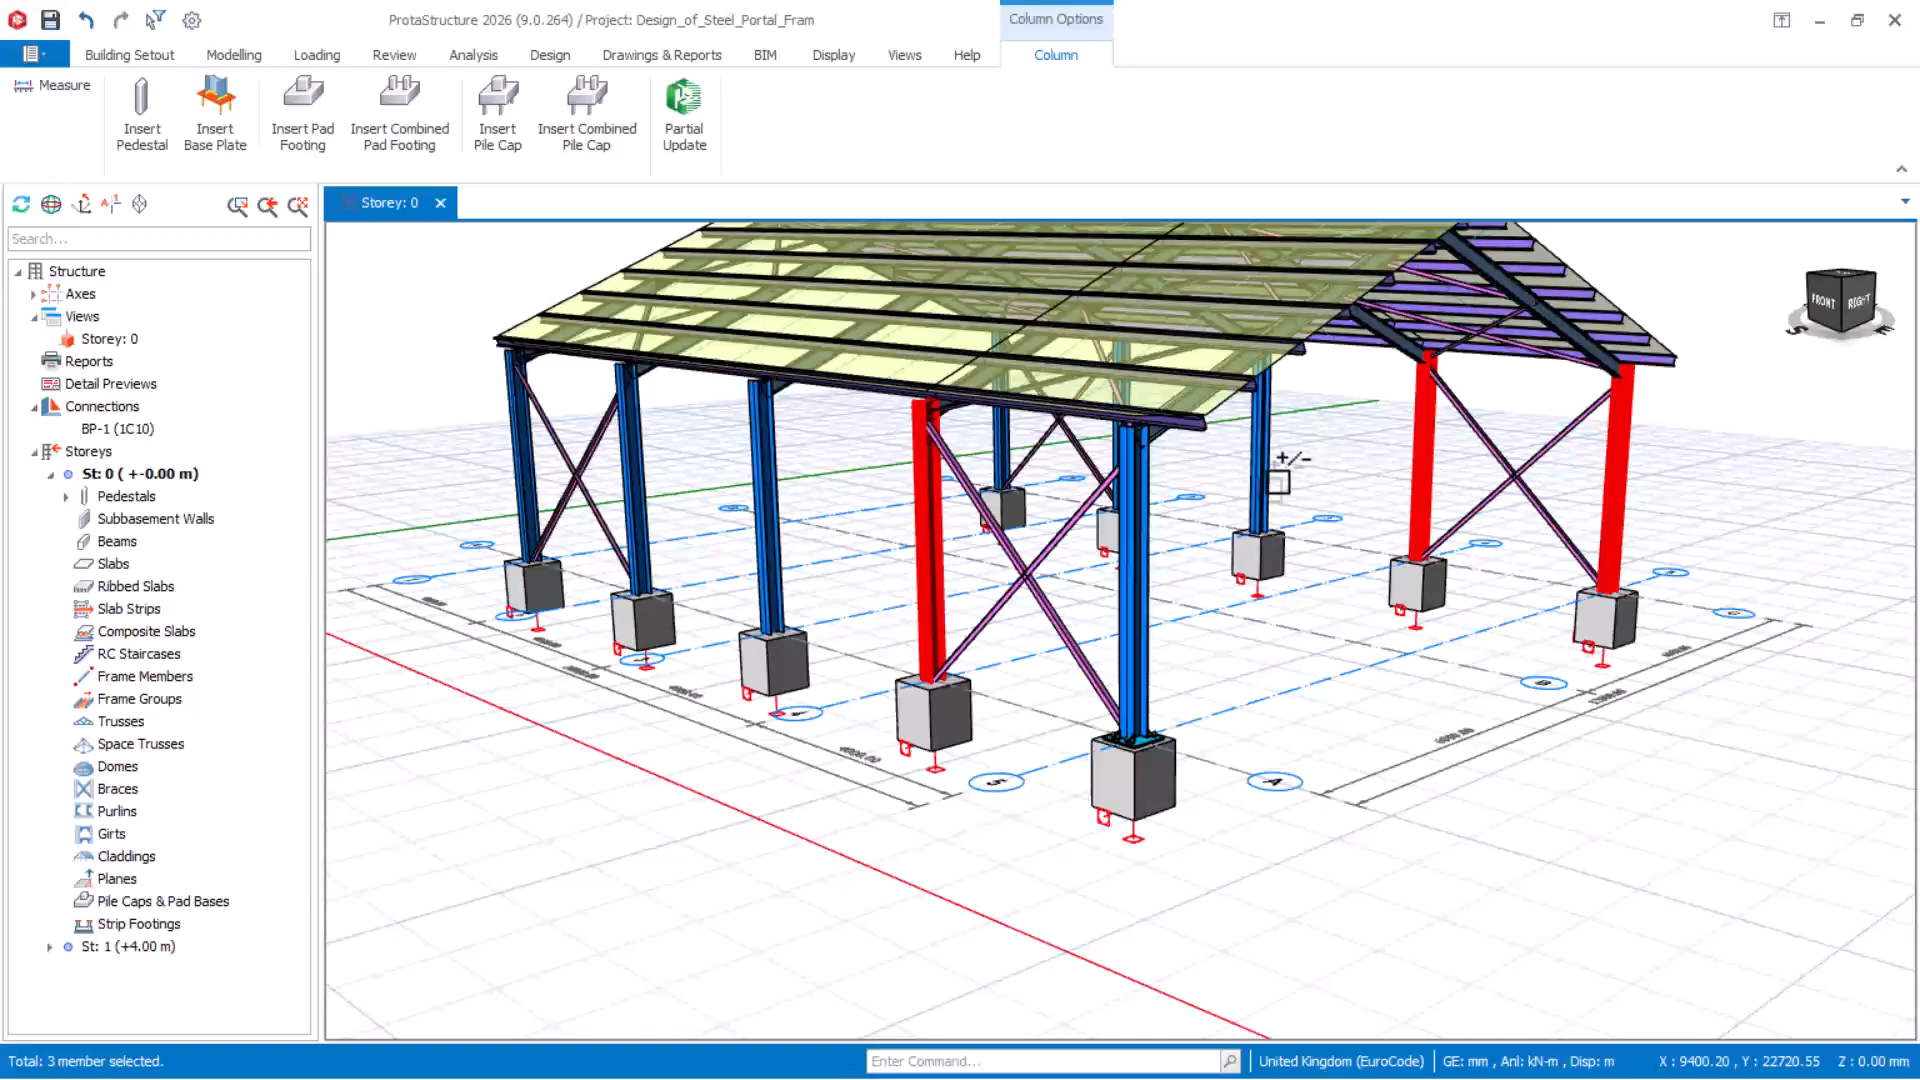 ProtaStructure 2026 (9.0.264) / Project: Design_of_Steel_Portal_Fram
Column Options
Building Setout Modelling Loading Review Analysis Design Drawings & Reports BIM Display Views Help Column
Measure
Insert Pedestal
Insert Base Plate
Insert Pad Footing
Insert Combined Pad Footing
Insert Pile Cap
Insert Combined Pile Cap
Partial Update
Storey: 0
Search...
Structure
Axes
Views
Storey: 0
Reports
Detail Previews
Connections
BP-1 (1C10)
Storeys
St: 0 ( +-0.00 m)
Pedestals
Subbasement Walls
Beams
Slabs
Ribbed Slabs
Slab Strips
Composite Slabs
RC Staircases
Frame Members
Frame Groups
Trusses
Space Trusses
Domes
Braces
Purlins
Girts
Claddings
Planes
Pile Caps & Pad Bases
Strip Footings
St: 1 (+4.00 m)
FRONT RIGHT
S E
+/-
5 A B C
Total: 3 member selected.
Enter Command...
United Kingdom (EuroCode)
GE: mm , Anl: kN-m , Disp: m
X : 9400.20 , Y : 22720.55 Z : 0.00 mm